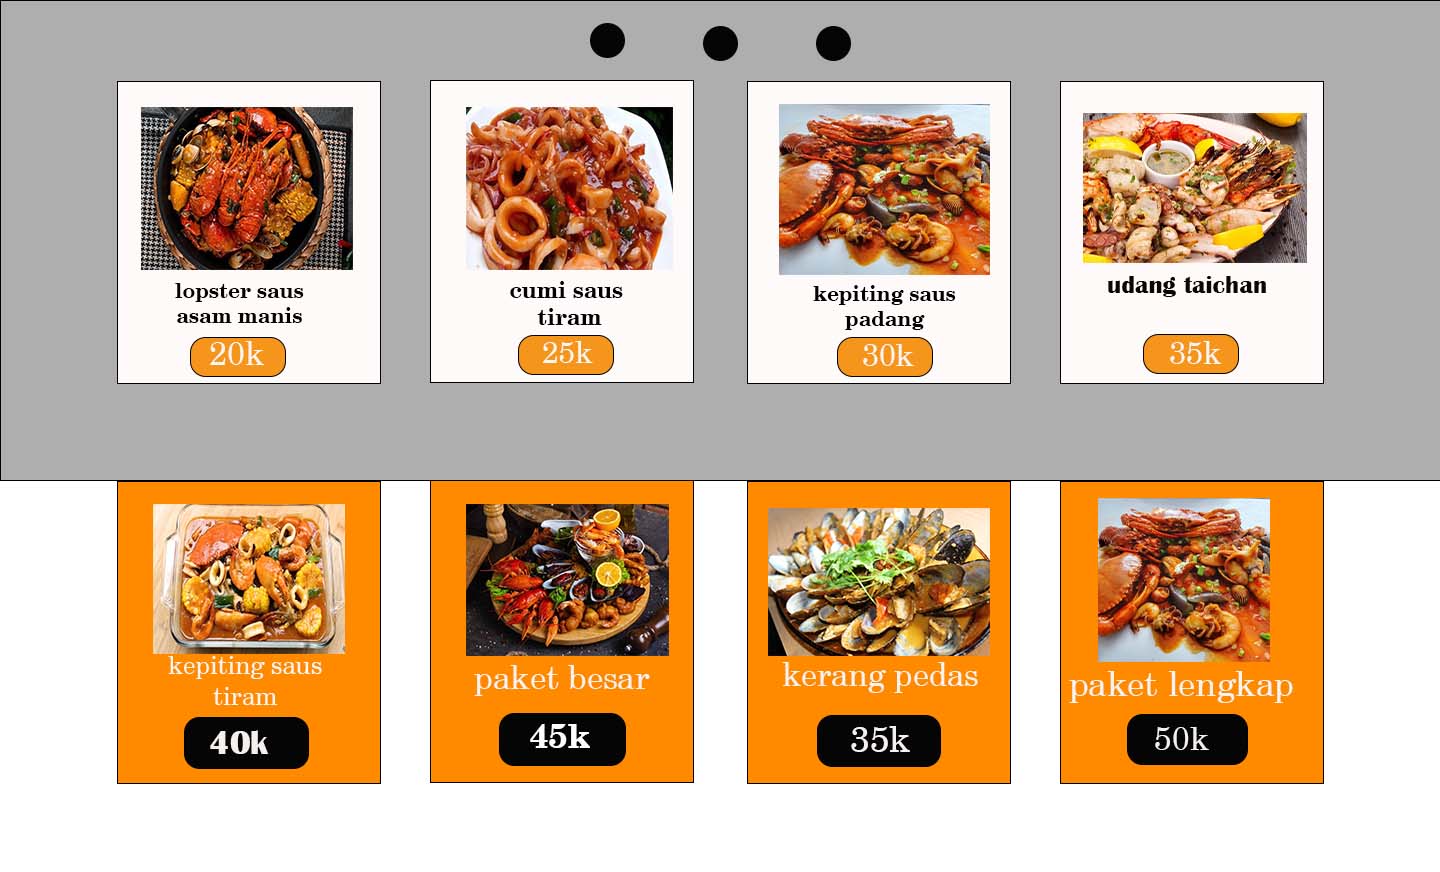 lopster saus
asam manis
20k
cumi saus
tiram
25k
kepiting saus
padang
30k
udang taichan
35k
kepiting saus
tiram
40k
paket besar
45k
kerang pedas
35k
paket lengkap
50k